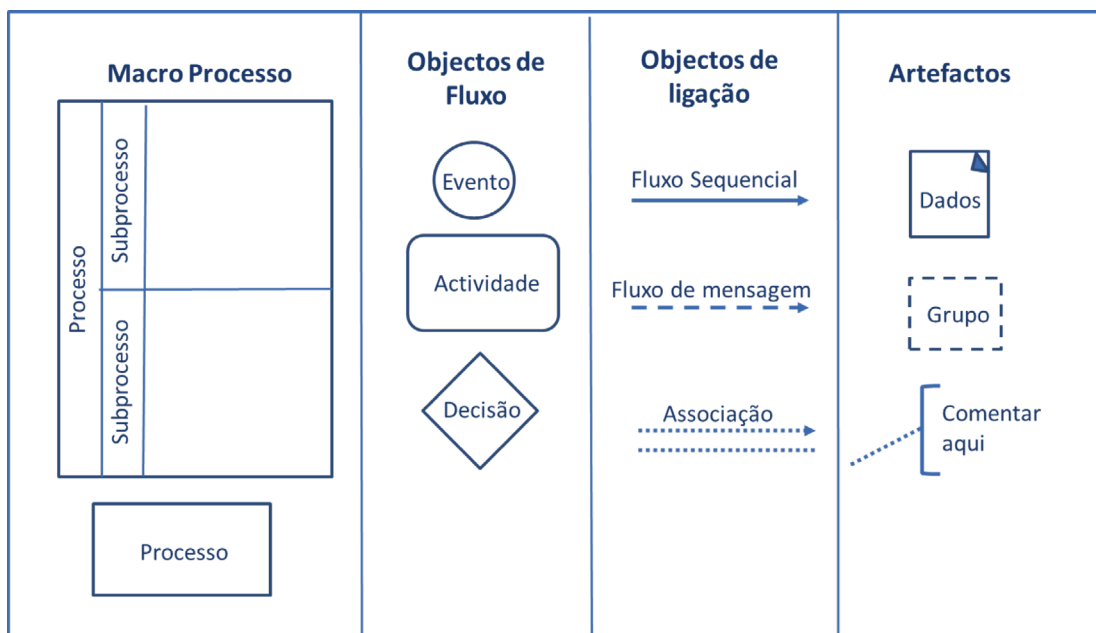 Macro Processo
Processo
Subprocesso
Subprocesso
Processo
Objectos de
Fluxo
Evento
Actividade
Decisão
Objectos de
ligação
Fluxo Sequencial
Fluxo de mensagem
Associação
Artefactos
Dados
Grupo
Comentar
aqui